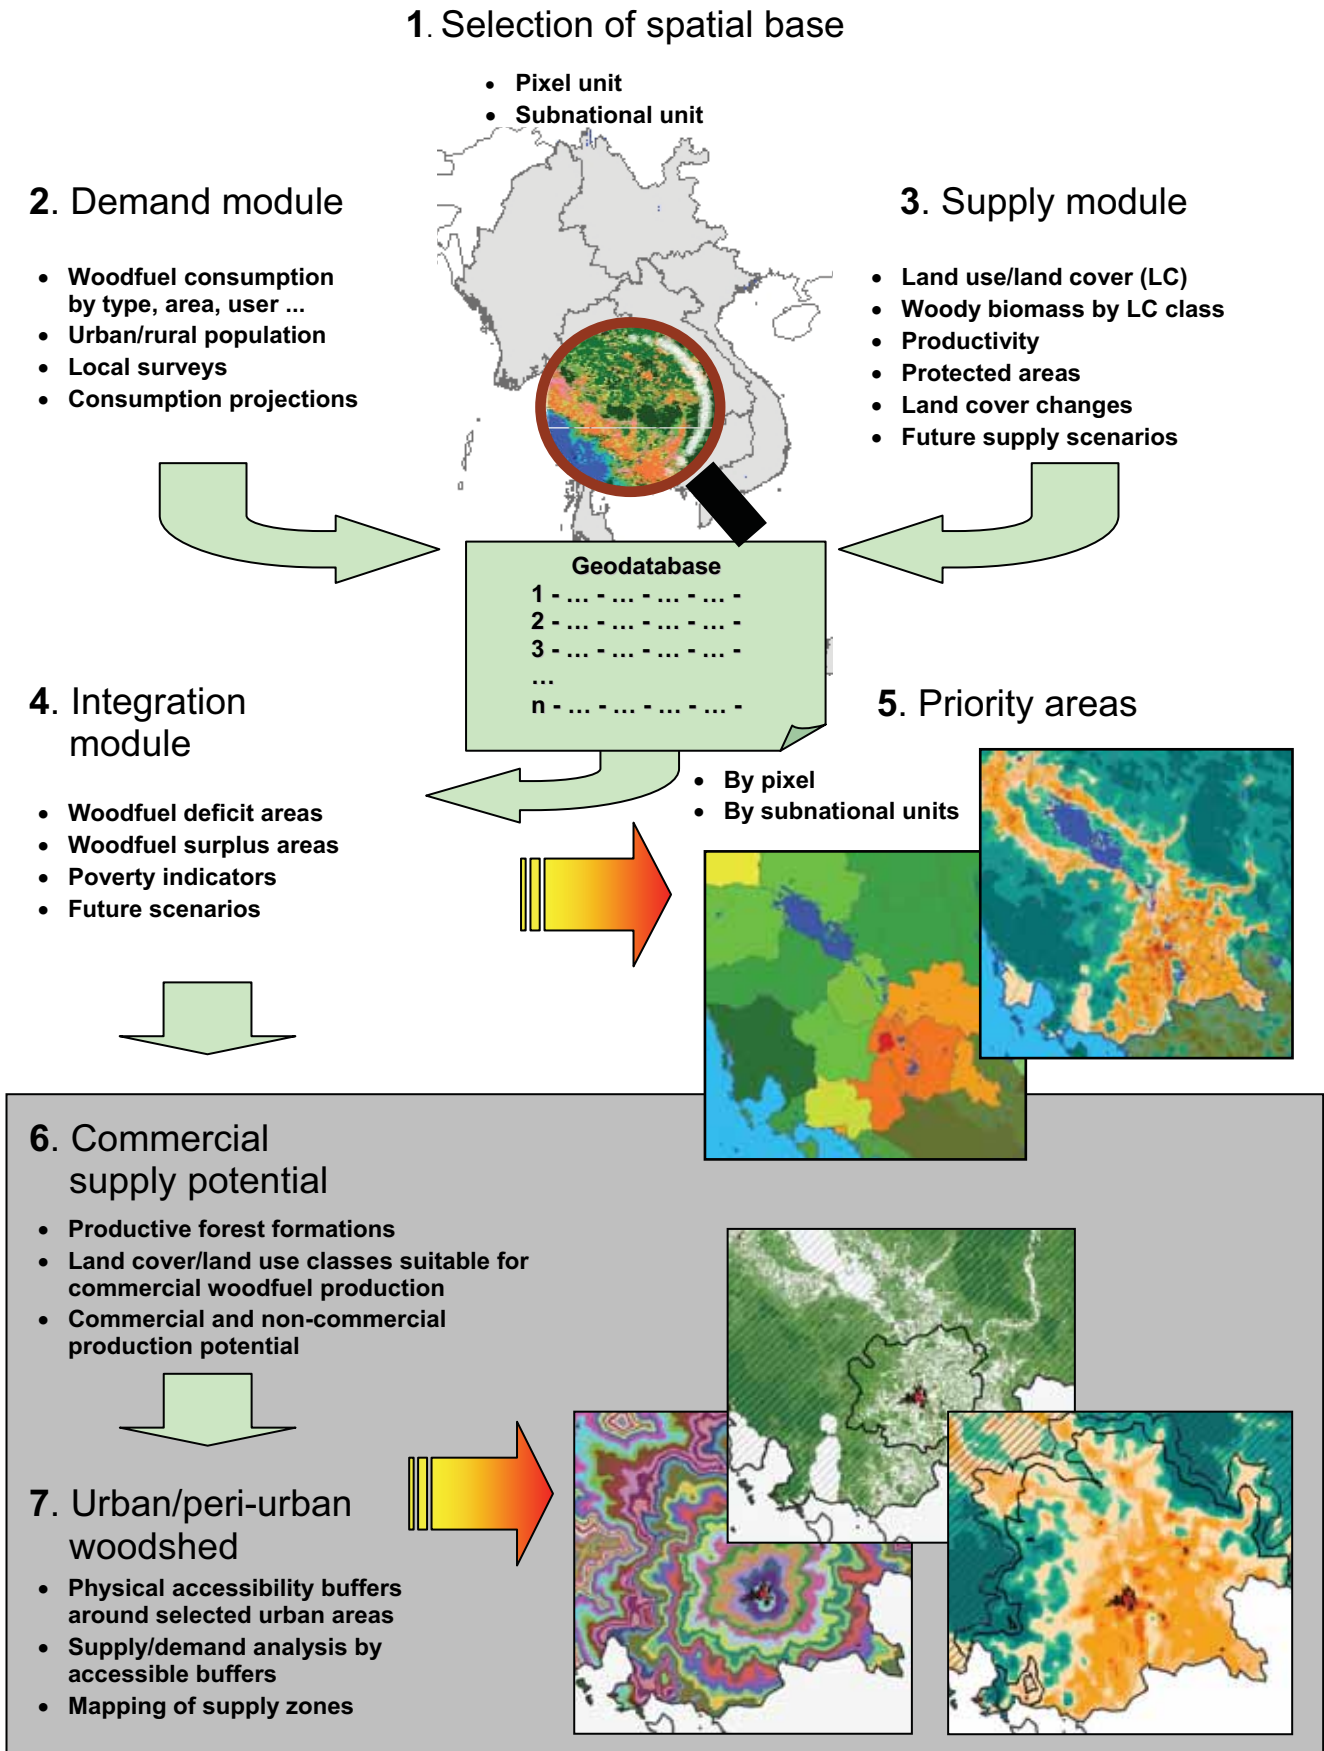 1. Selection of spatial base
• Pixel unit
• Subnational unit
2. Demand module
• Woodfuel consumption
by type, area, user ...
• Urban/rural population
• Local surveys
• Consumption projections
3. Supply module
• Land use/land cover (LC)
• Woody biomass by LC class
• Productivity
• Protected areas
• Land cover changes
• Future supply scenarios
Geodatabase
1 - ... - ... - ... - ... -
2 - ... - ... - ... - ... -
3 - ... - ... - ... - ... -
...
n - ... - ... - ... - ... -
4. Integration
module
• Woodfuel deficit areas
• Woodfuel surplus areas
• Poverty indicators
• Future scenarios
5. Priority areas
• By pixel
• By subnational units
6. Commercial
supply potential
• Productive forest formations
• Land cover/land use classes suitable for
commercial woodfuel production
• Commercial and non-commercial
production potential
7. Urban/peri-urban
woodshed
• Physical accessibility buffers
around selected urban areas
• Supply/demand analysis by
accessible buffers
• Mapping of supply zones